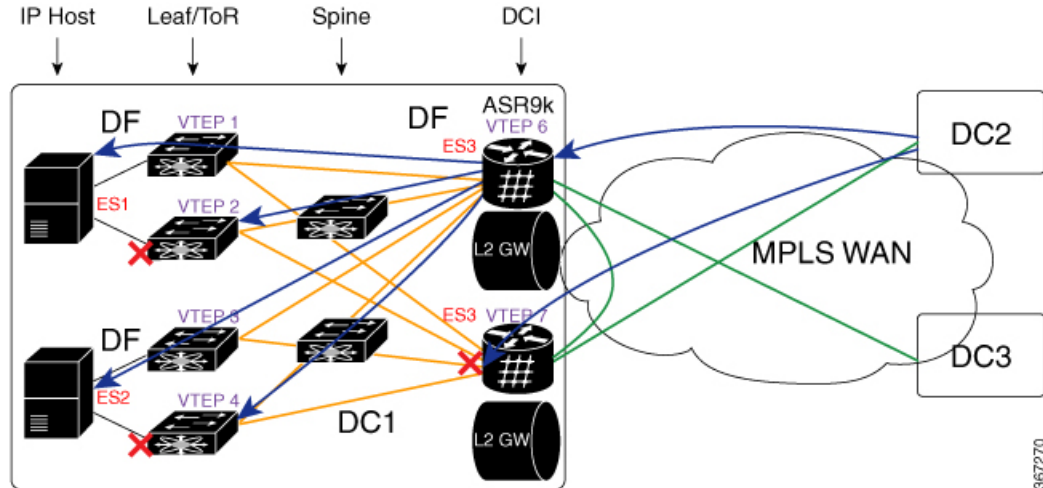 IP Host
Leaf/ToR
Spine
DCI
DF
VTEP 1
DF
ASR9k
VTEP 6
ES3
ES1
VTEP 2
L2 GW
DC2
MPLS WAN
ES3
VTEP 7
VTEP 3
DF
ES2
VTEP 4
DC1
L2 GW
DC3
367270